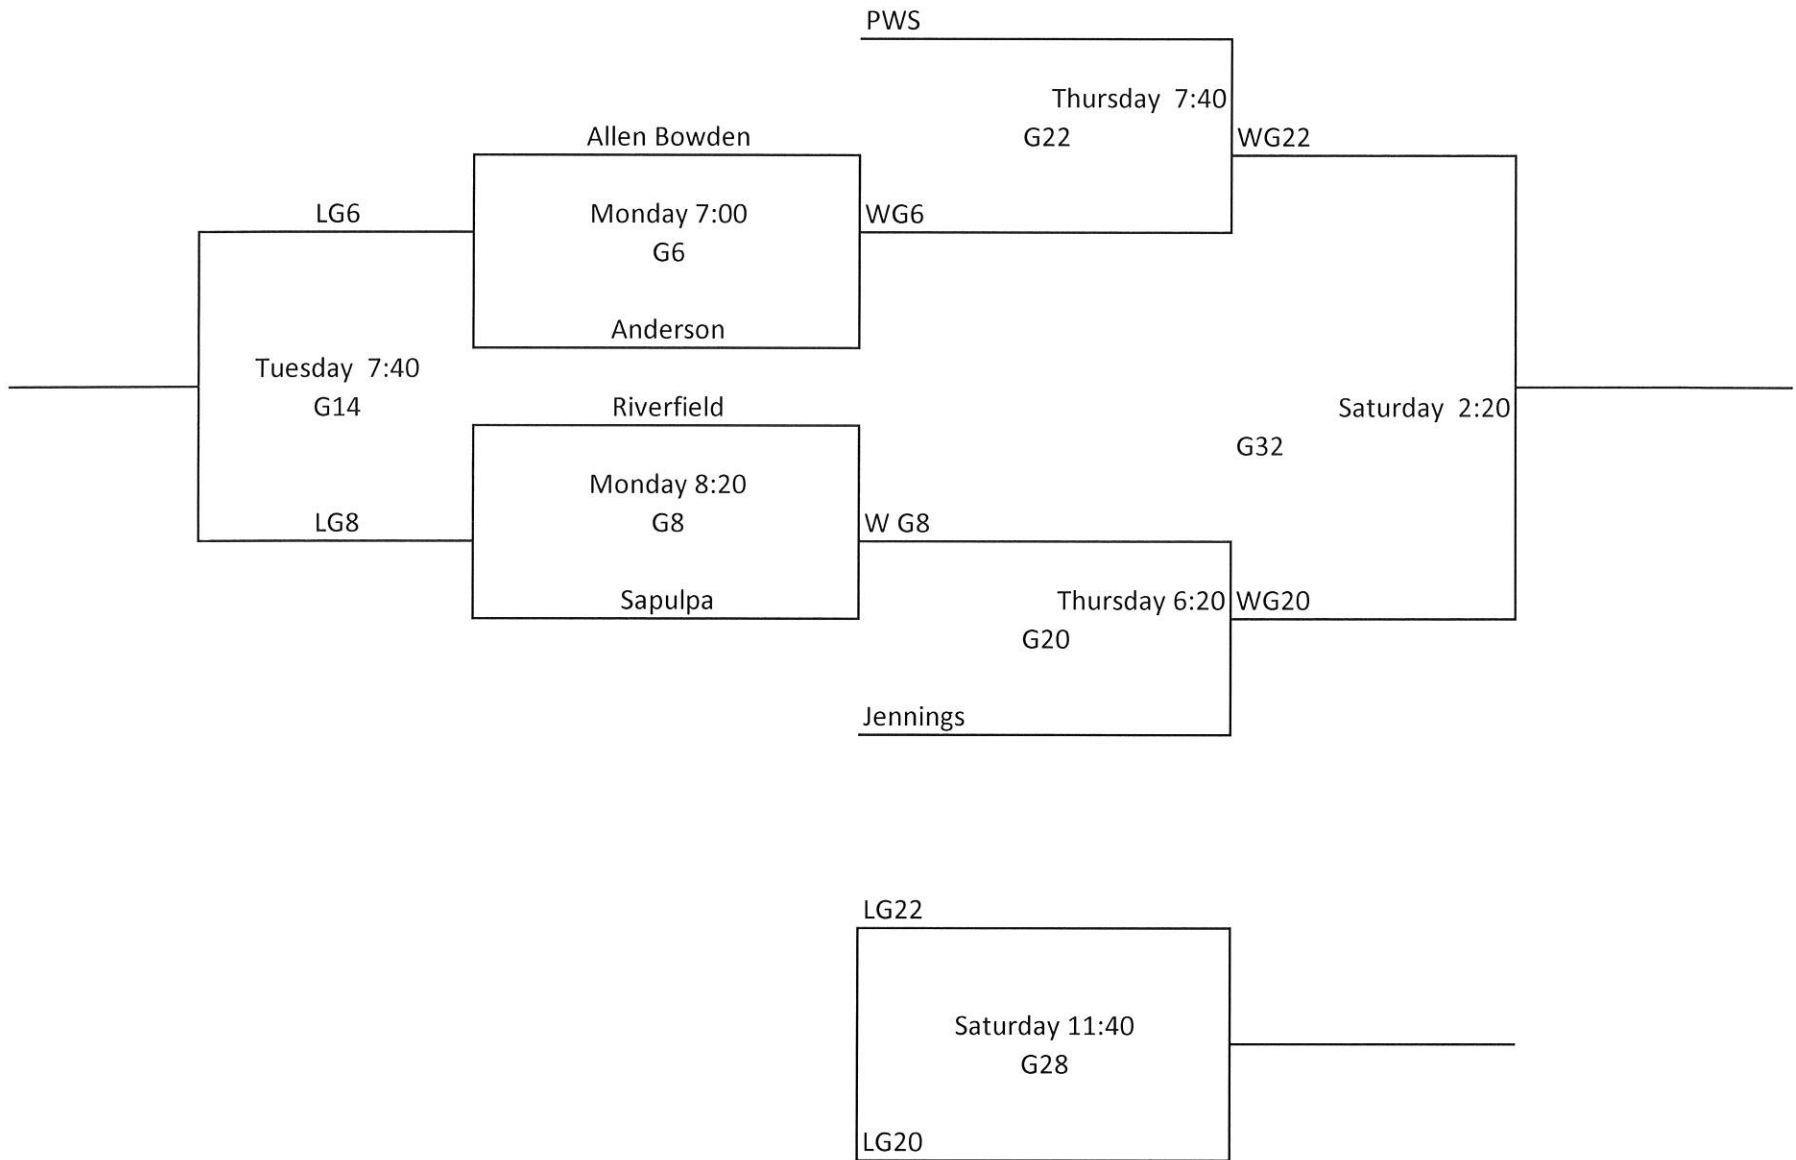 PWS
Thursday  7:40
G22
WG22
Allen Bowden
LG6
Monday 7:00
G6
WG6
Anderson
Tuesday  7:40
G14
Riverfield
Saturday  2:20
G32
Monday 8:20
G8
LG8
W G8
Sapulpa
Thursday 6:20
WG20
G20
Jennings
LG22
Saturday 11:40
G28
LG20